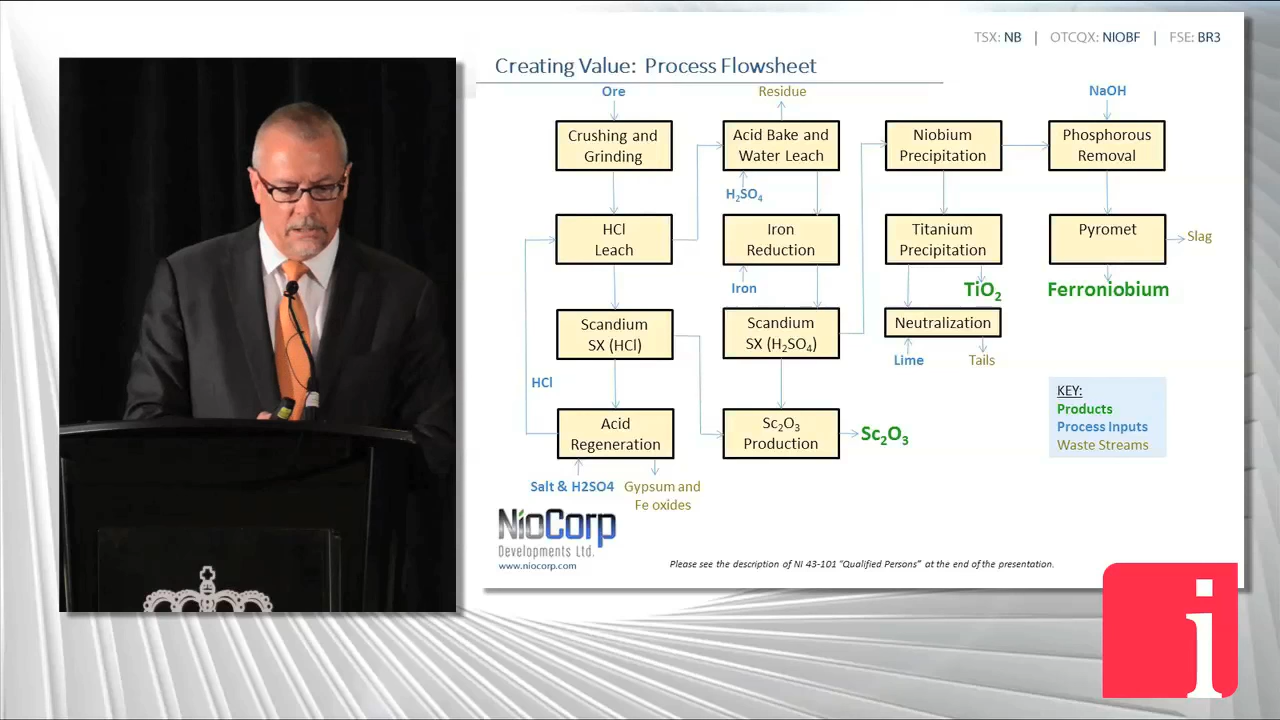 TSX: NB | OTCQX: NIOBF | FSE: BR3
Creating Value: Process Flowsheet
Ore
Residue
NaOH
Crushing and
Grinding
Acid Bake and
Water Leach
Niobium
Precipitation
Phosphorous
Removal
H₂SO₄
HCl
Leach
Iron
Reduction
Titanium
Precipitation
Pyromet
Slag
Iron
TiO₂
Ferroniobium
Scandium
SX (HCl)
Scandium
SX (H₂SO₄)
Neutralization
Lime
Tails
HCl
Acid
Regeneration
Sc₂O₃
Production
Sc₂O₃
KEY:
Products
Process Inputs
Waste Streams
Salt & H2SO4
Gypsum and
Fe oxides
NioCorp
Developments Ltd.
www.niocorp.com
Please see the description of NI 43-101 “Qualified Persons” at the end of the presentation.
i